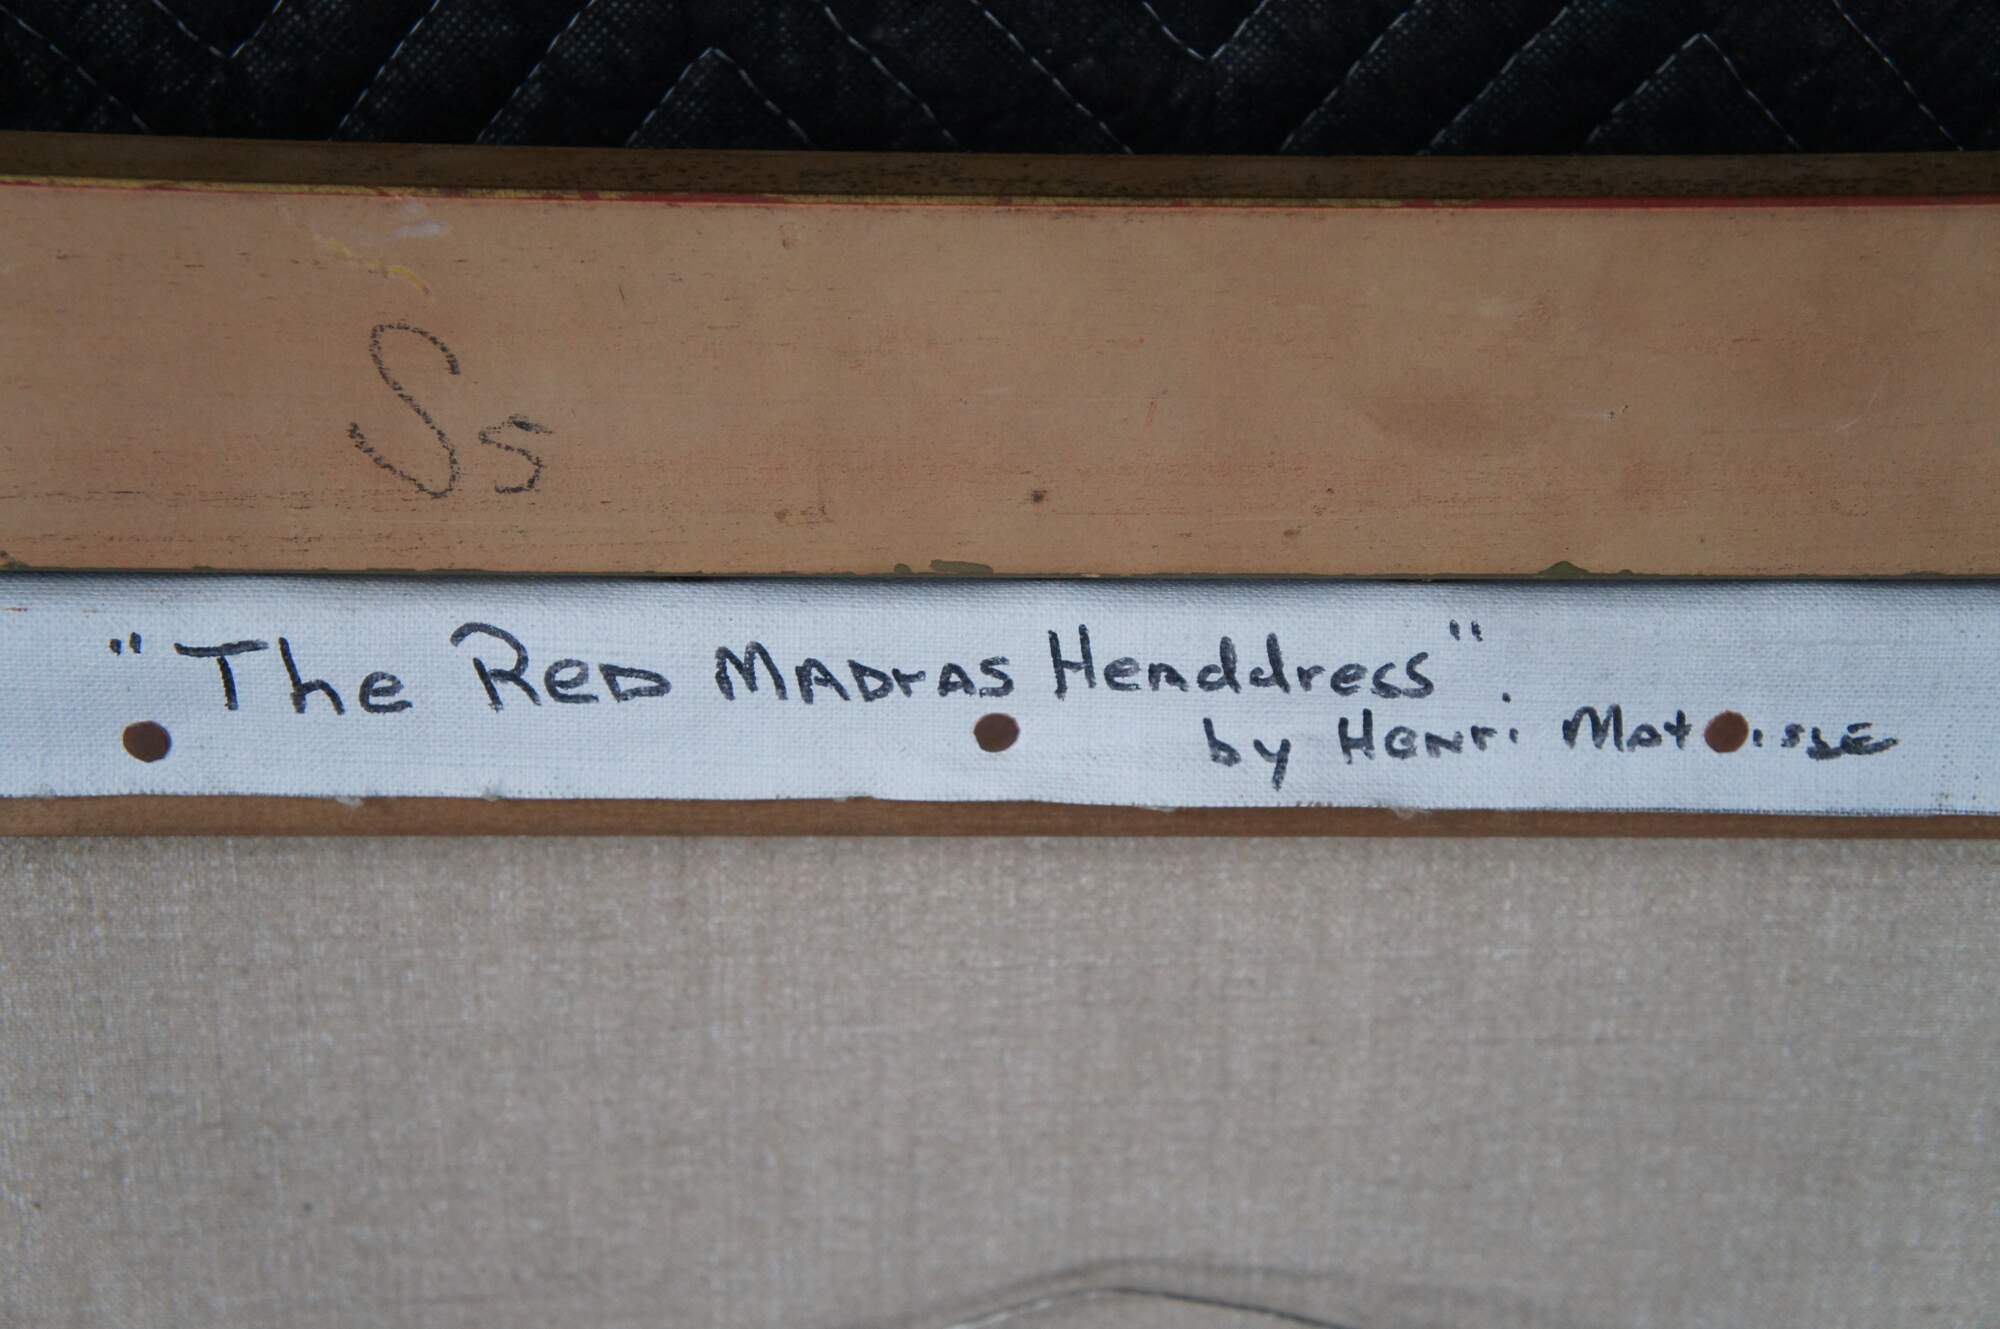 Ss
"The Red Madras Headdress".
by Henri Matisse